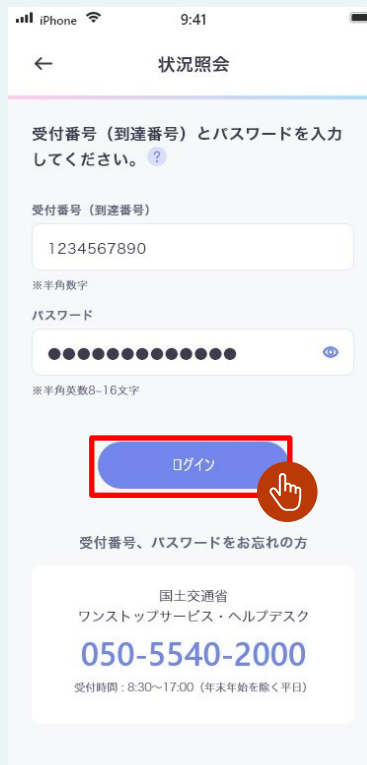 iPhone 9:41
← 状況照会
受付番号（到達番号）とパスワードを入力
してください。 ?
受付番号（到達番号）
1234567890
※半角数字
パスワード
●●●●●●●●●●●●●
※半角英数8~16文字
ログイン
受付番号、パスワードをお忘れの方
国土交通省
ワンストップサービス・ヘルプデスク
050-5540-2000
受付時間 : 8:30〜17:00（年末年始を除く平日）